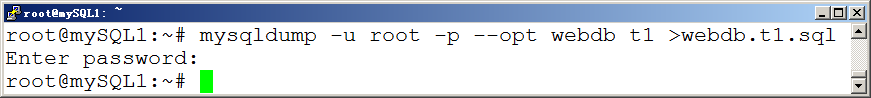 root@mySQL1: ~
root@mySQL1:~# mysqldump -u root -p --opt webdb t1 >webdb.t1.sql
Enter password:
root@mySQL1:~#